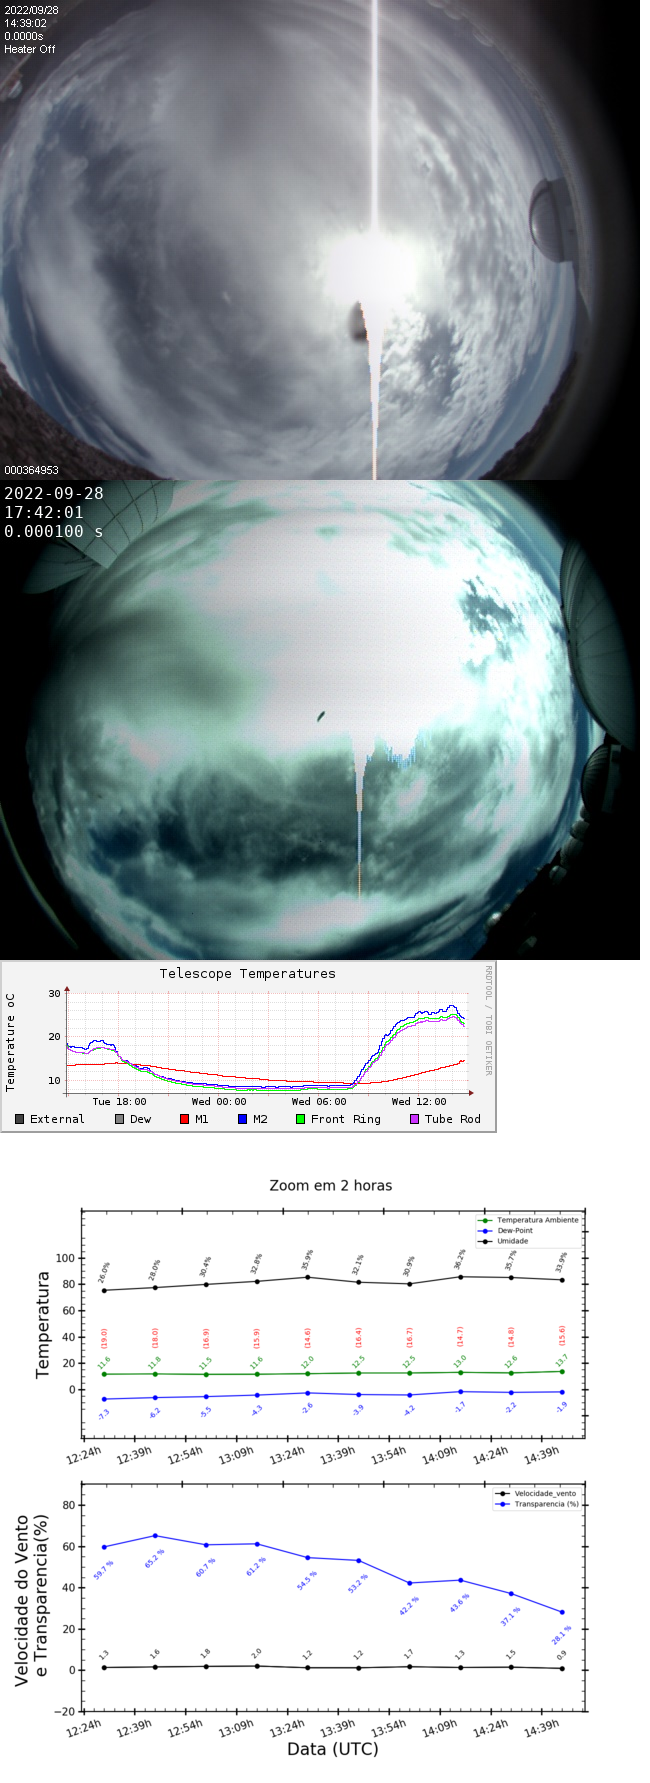 2022/09/28
14:39:02
0.0000s
Heater Off
000364953
2022-09-28
17:42:01
0.000100 s
Telescope Temperatures
RRDTOOL / TOBI OETIKER
Temperature oC
30
20
10
Tue 18:00 Wed 00:00 Wed 06:00 Wed 12:00
External Dew M1 M2 Front Ring Tube Rod
Zoom em 2 horas
Temperatura Ambiente
Dew-Point
Umidade
Temperatura
100
80
60
40
20
0
26.0% 28.0% 30.4% 32.8% 35.9% 32.1% 30.9% 36.2% 35.7% 33.9%
(19.0) (18.0) (16.9) (15.9) (14.6) (16.4) (16.7) (14.7) (14.8) (15.6)
11.6 11.8 11.5 11.6 12.0 12.5 12.5 13.0 12.6 13.7
-7.3 -6.2 -5.5 -4.3 -2.6 -3.9 -4.2 -1.7 -2.2 -1.9
12:24h 12:39h 12:54h 13:09h 13:24h 13:39h 13:54h 14:09h 14:24h 14:39h
Velocidade_vento
Transparencia (%)
Velocidade do Vento
e Transparencia(%)
80
60
40
20
0
−20
59.7 % 65.2 % 60.7 % 61.2 % 54.5 % 53.2 % 42.2 % 43.6 % 37.1 % 28.1 %
1.3 1.6 1.8 2.0 1.2 1.2 1.7 1.3 1.5 0.9
12:24h 12:39h 12:54h 13:09h 13:24h 13:39h 13:54h 14:09h 14:24h 14:39h
Data (UTC)